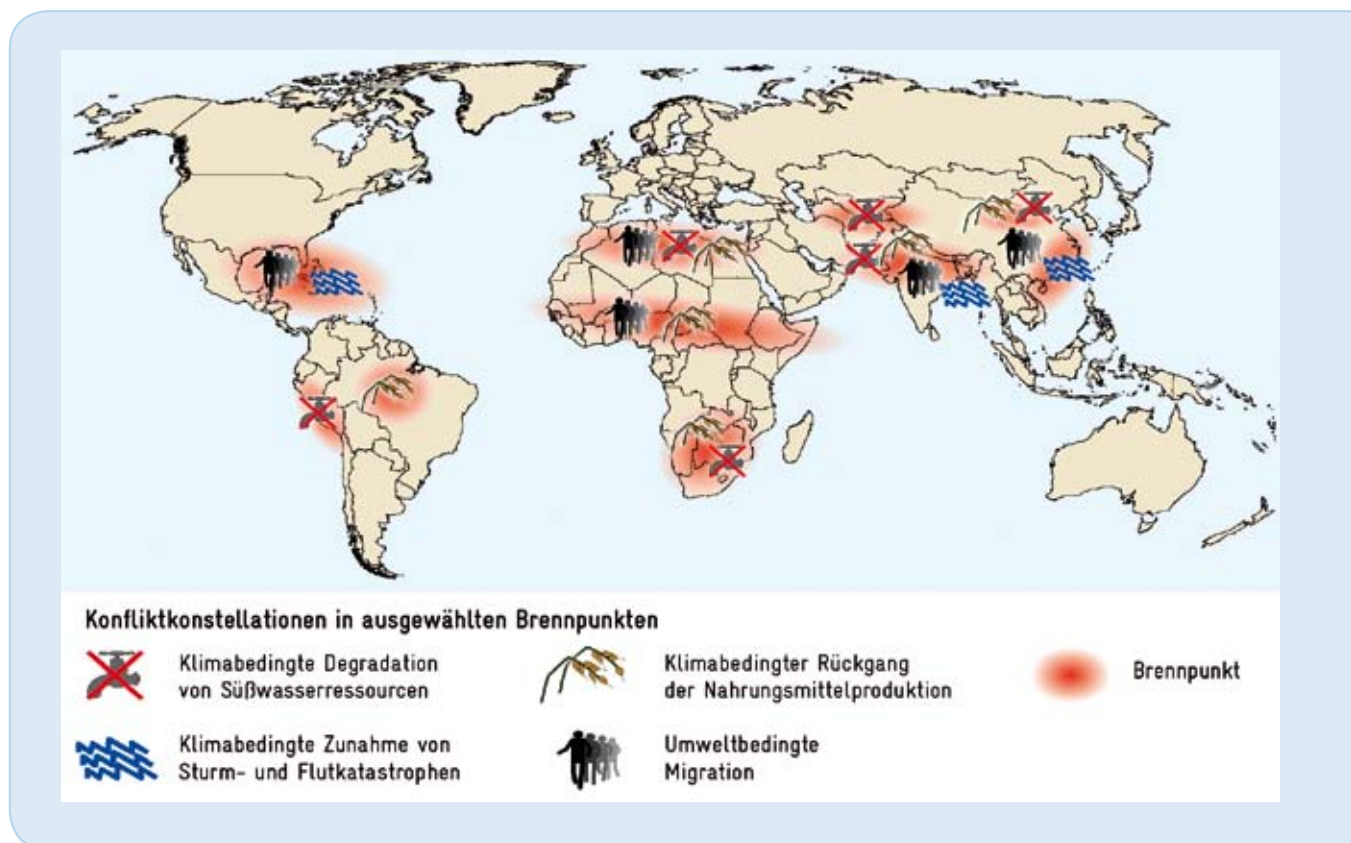 Konfliktkonstellationen in ausgewählten Brennpunkten
Klimabedingte Degradation
von Süßwasserressourcen
Klimabedingter Rückgang
der Nahrungsmittelproduktion
Brennpunkt
Klimabedingte Zunahme von
Sturm- und Flutkatastrophen
Umweltbedingte
Migration